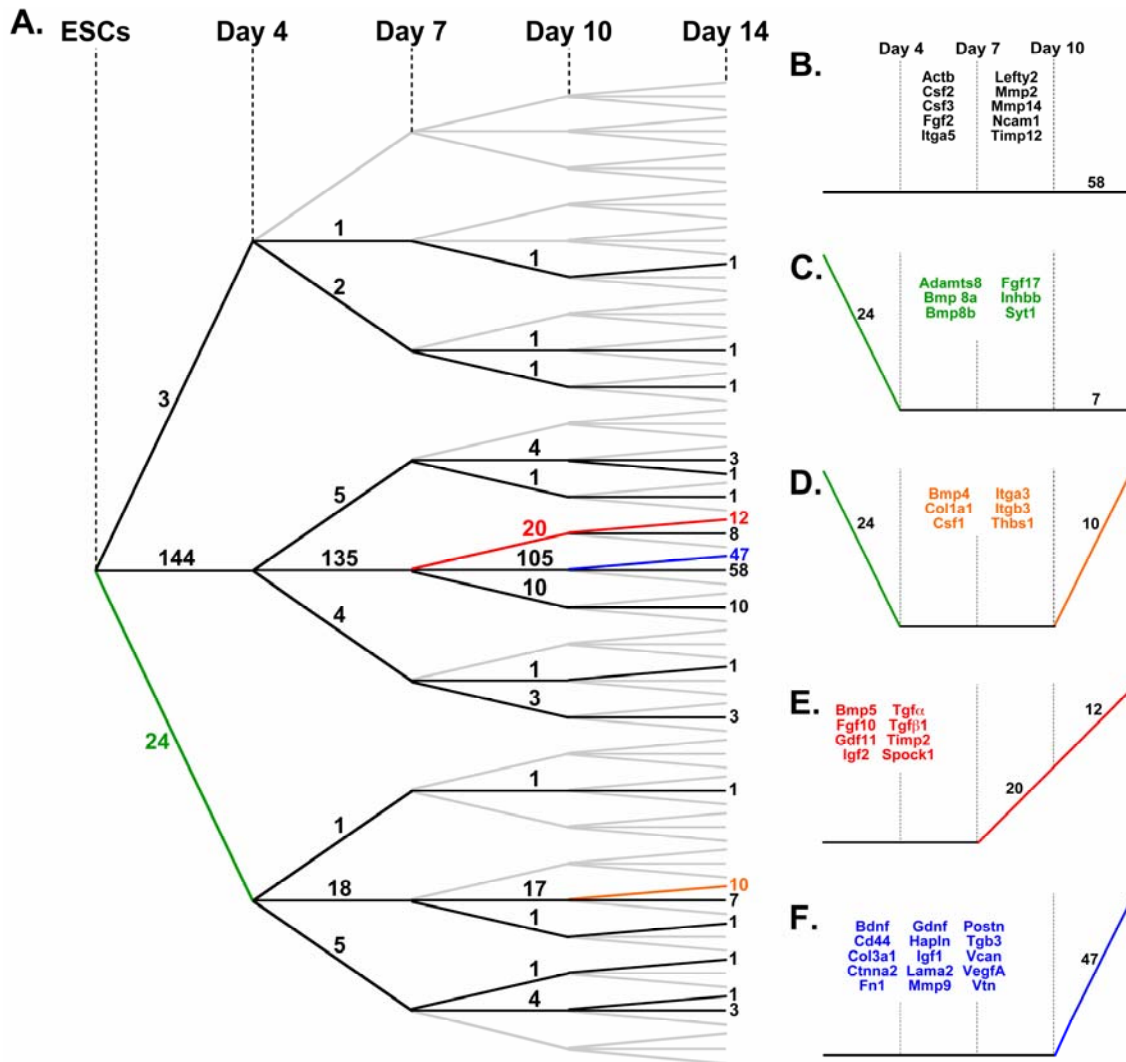 A. ESCs Day 4 Day 7 Day 10 Day 14
3
144
24
1
2
5
135
4
1
18
5
1
1
1
4
1
20
105
10
1
3
1
17
1
1
4
1
1
1
3
1
1
12
8
47
58
10
1
3
1
10
7
1
1
1
3
B.
Day 4 Day 7 Day 10
Actb Lefty2
Csf2 Mmp2
Csf3 Mmp14
Fgf2 Ncam1
Itga5 Timp12
58
C.
Adamts8 Fgf17
Bmp 8a Inhbb
Bmp8b Syt1
24
7
D.
Bmp4 Itga3
Col1a1 Itgb3
Csf1 Thbs1
24
10
E.
Bmp5 Tgfα
Fgf10 Tgfβ1
Gdf11 Timp2
Igf2 Spock1
12
20
F.
Bdnf Gdnf Postn
Cd44 Hapln Tgb3
Col3a1 Igf1 Vcan
Ctnna2 Lama2 VegfA
Fn1 Mmp9 Vtn
47